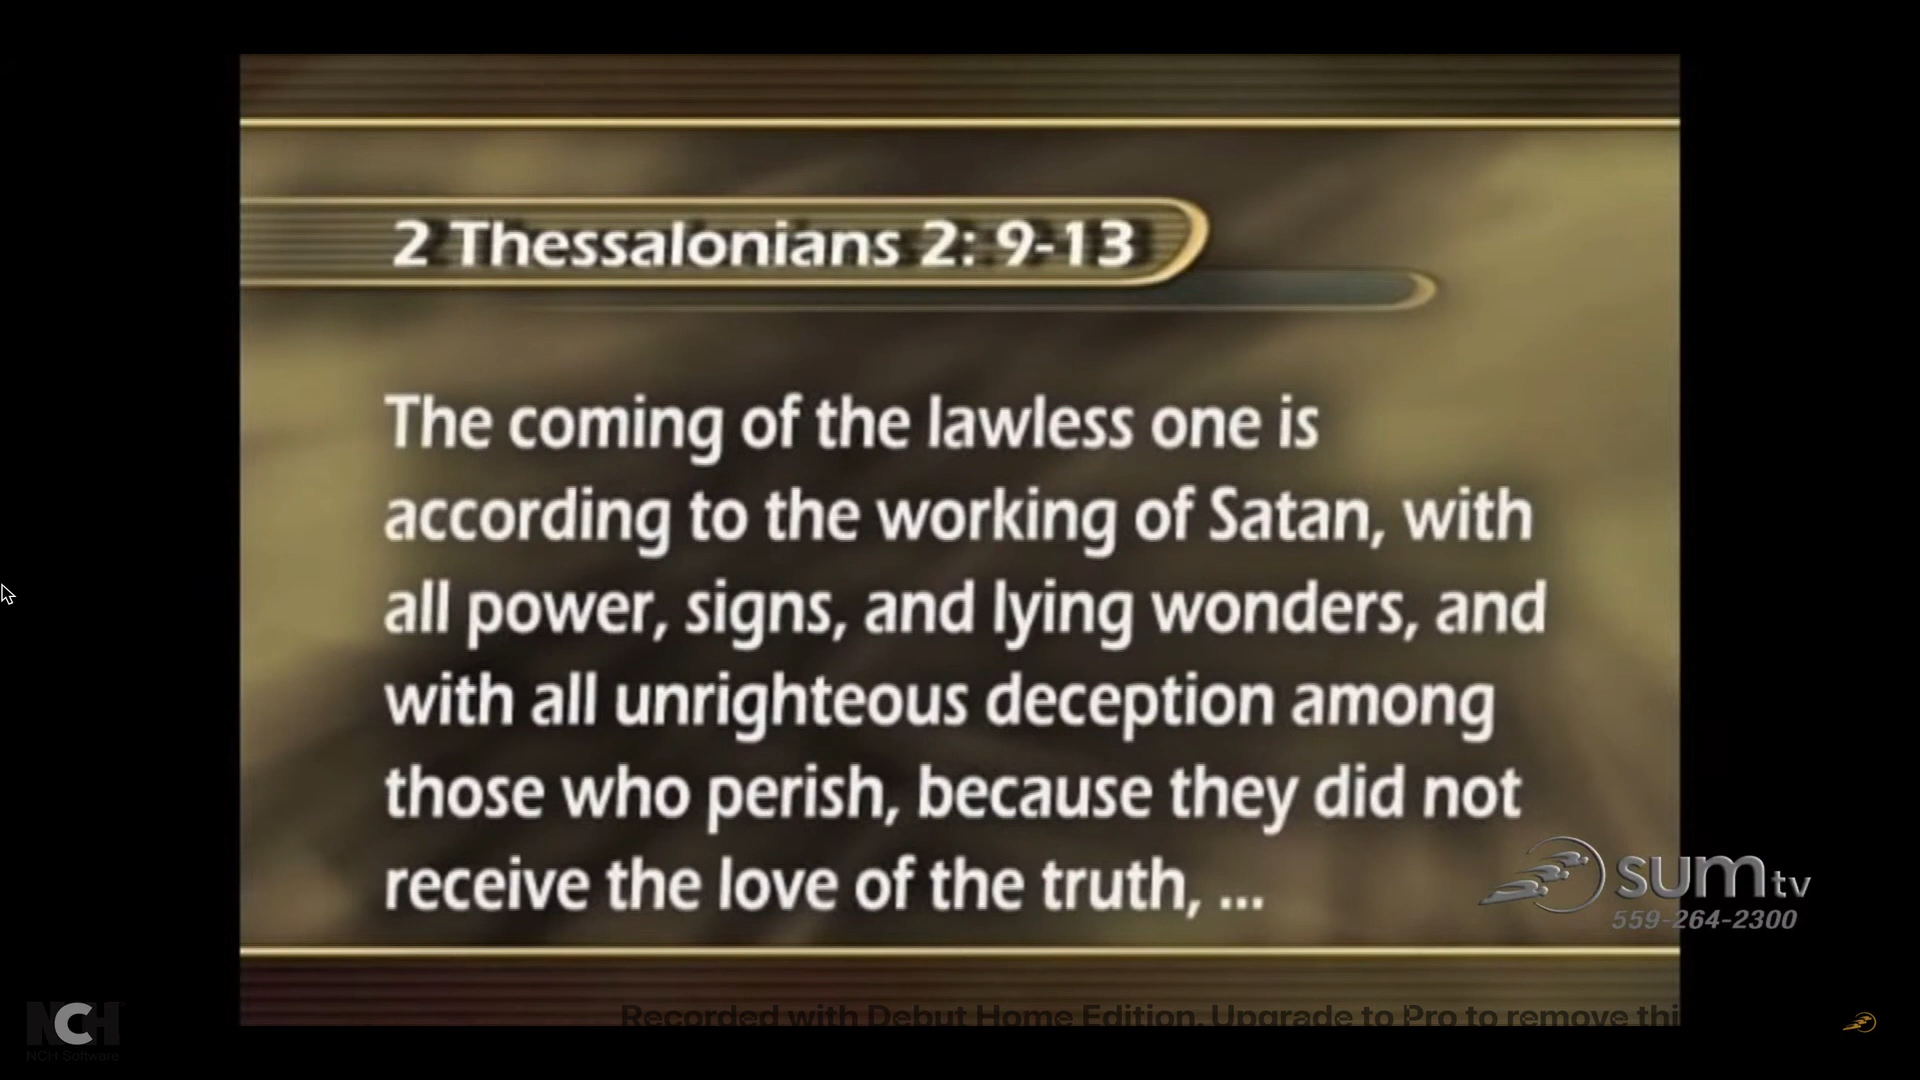 2 Thessalonians 2: 9-13
The coming of the lawless one is
according to the working of Satan, with
all power, signs, and lying wonders, and
with all unrighteous deception among
those who perish, because they did not
receive the love of the truth, ...
sumtv
559-264-2300
NCH
NCH Software
Recorded with Debut Home Edition. Upgrade to Pro to remove thi